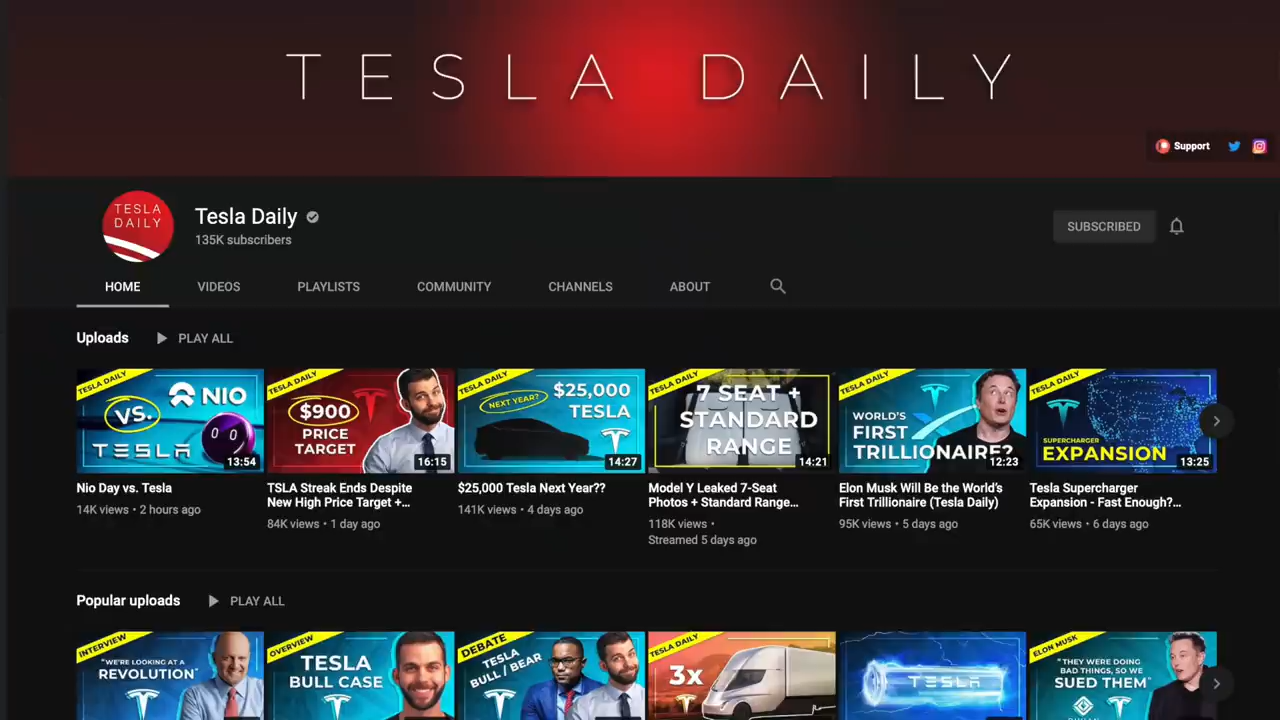 TESLA DAILY
Support
TESLA
DAILY
Tesla Daily
135K subscribers
SUBSCRIBED
HOME
VIDEOS
PLAYLISTS
COMMUNITY
CHANNELS
ABOUT
Uploads
PLAY ALL
TESLA DAILY
VS.
NIO
TESLA
13:54
TESLA DAILY
$900
PRICE
TARGET
16:15
TESLA DAILY
NEXT YEAR?
$25,000
TESLA
14:27
TESLA DAILY
7 SEAT +
STANDARD
RANGE
14:21
TESLA DAILY
WORLD'S
FIRST
TRILLIONAIRE?
12:23
TESLA DAILY
SUPERCHARGER
EXPANSION
13:25
Nio Day vs. Tesla
14K views • 2 hours ago
TSLA Streak Ends Despite
New High Price Target +...
84K views • 1 day ago
$25,000 Tesla Next Year??
141K views • 4 days ago
Model Y Leaked 7-Seat
Photos + Standard Range...
118K views •
Streamed 5 days ago
Elon Musk Will Be the World's
First Trillionaire (Tesla Daily)
95K views • 5 days ago
Tesla Supercharger
Expansion - Fast Enough?...
65K views • 6 days ago
Popular uploads
PLAY ALL
INTERVIEW
"WE'RE LOOKING AT A
REVOLUTION"
OVERVIEW
TESLA
BULL CASE
DEBATE
TESLA
BULL / BEAR
TESLA DAILY
3x
TESLA
ELON MUSK
"THEY WERE DOING
BAD THINGS, SO WE
SUED THEM"